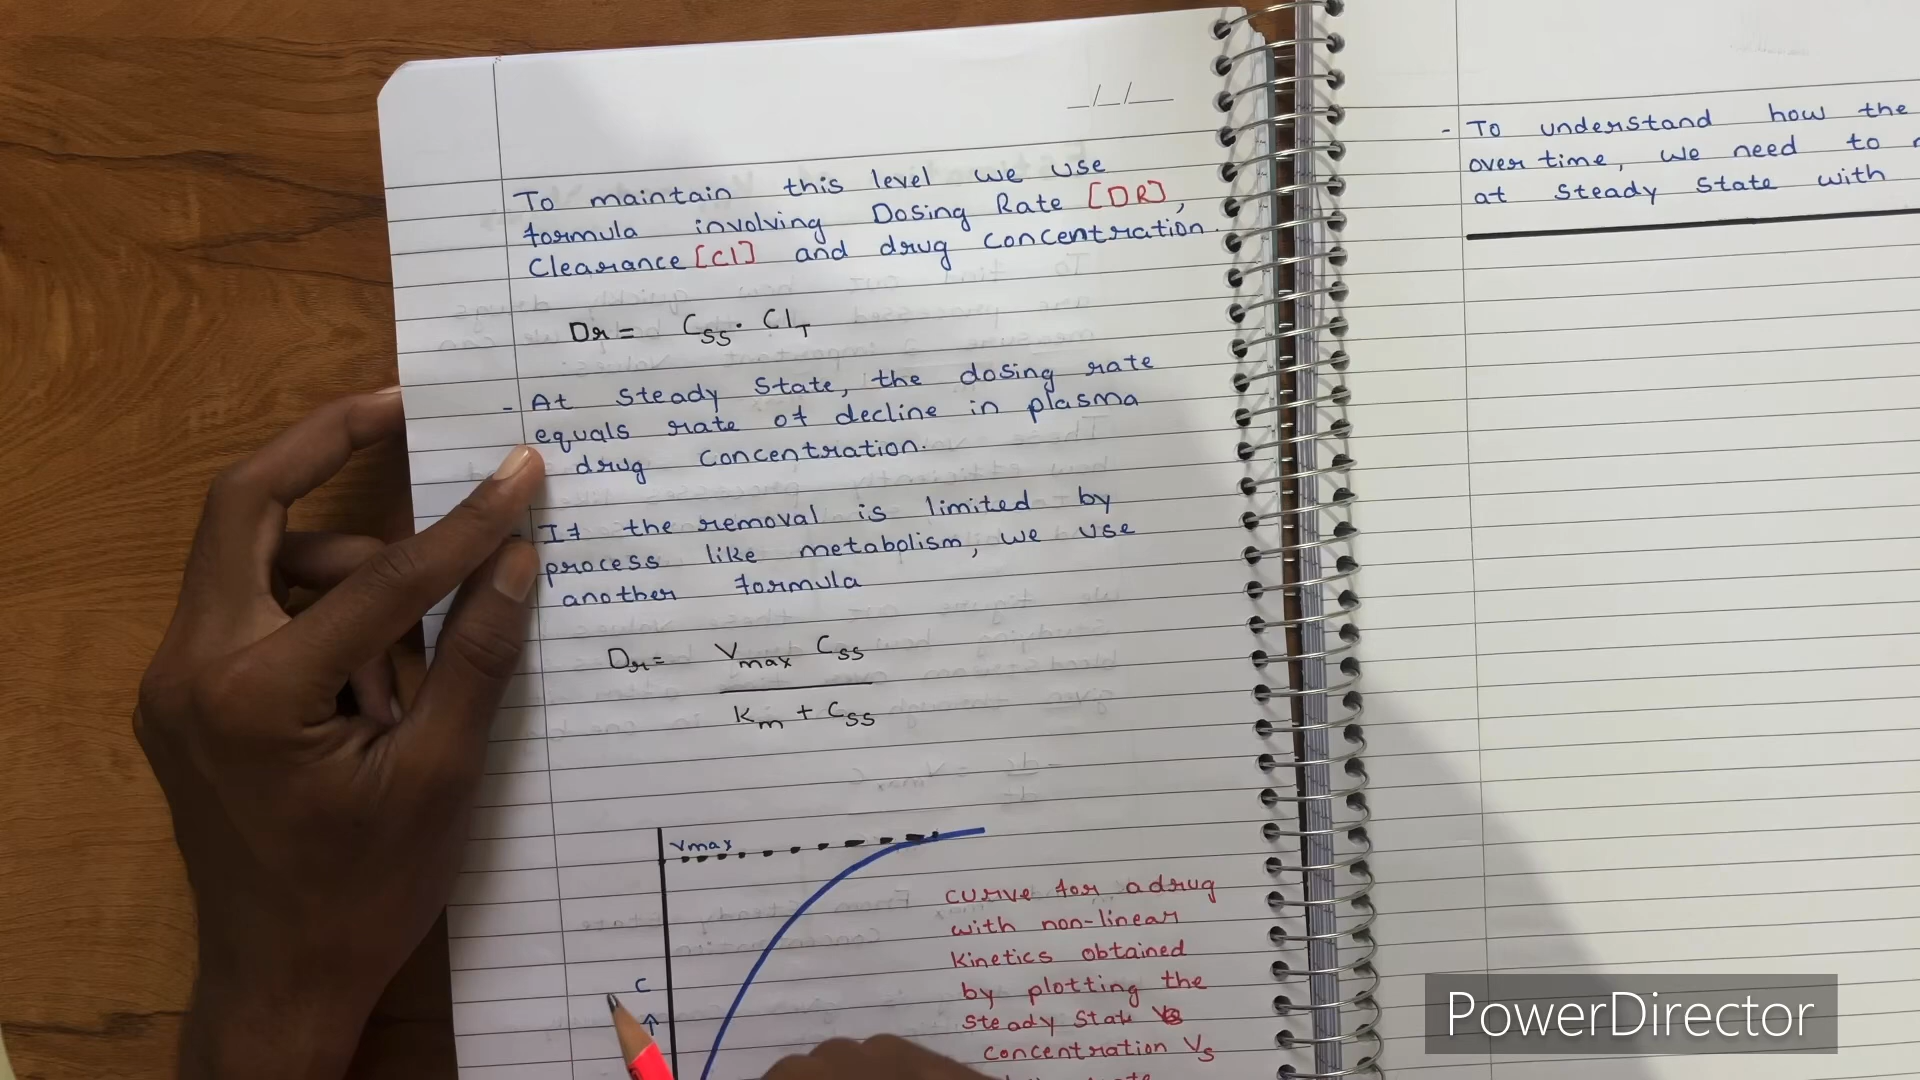 _/_/__
To maintain this level we use
formula involving Dosing Rate [DR],
Clearance [Cl] and drug concentration.
Dr = Css · ClT
- At steady state, the dosing rate
equals rate of decline in plasma
drug concentration.
- If the removal is limited by
process like metabolism, we use
another formula
Dr = Vmax Css
Km + Css
Vmax
C
↑
curve for a drug
with non-linear
kinetics obtained
by plotting the
steady state
concentration Vs
- To understand how the
over time, we need to
at steady state with
PowerDirector